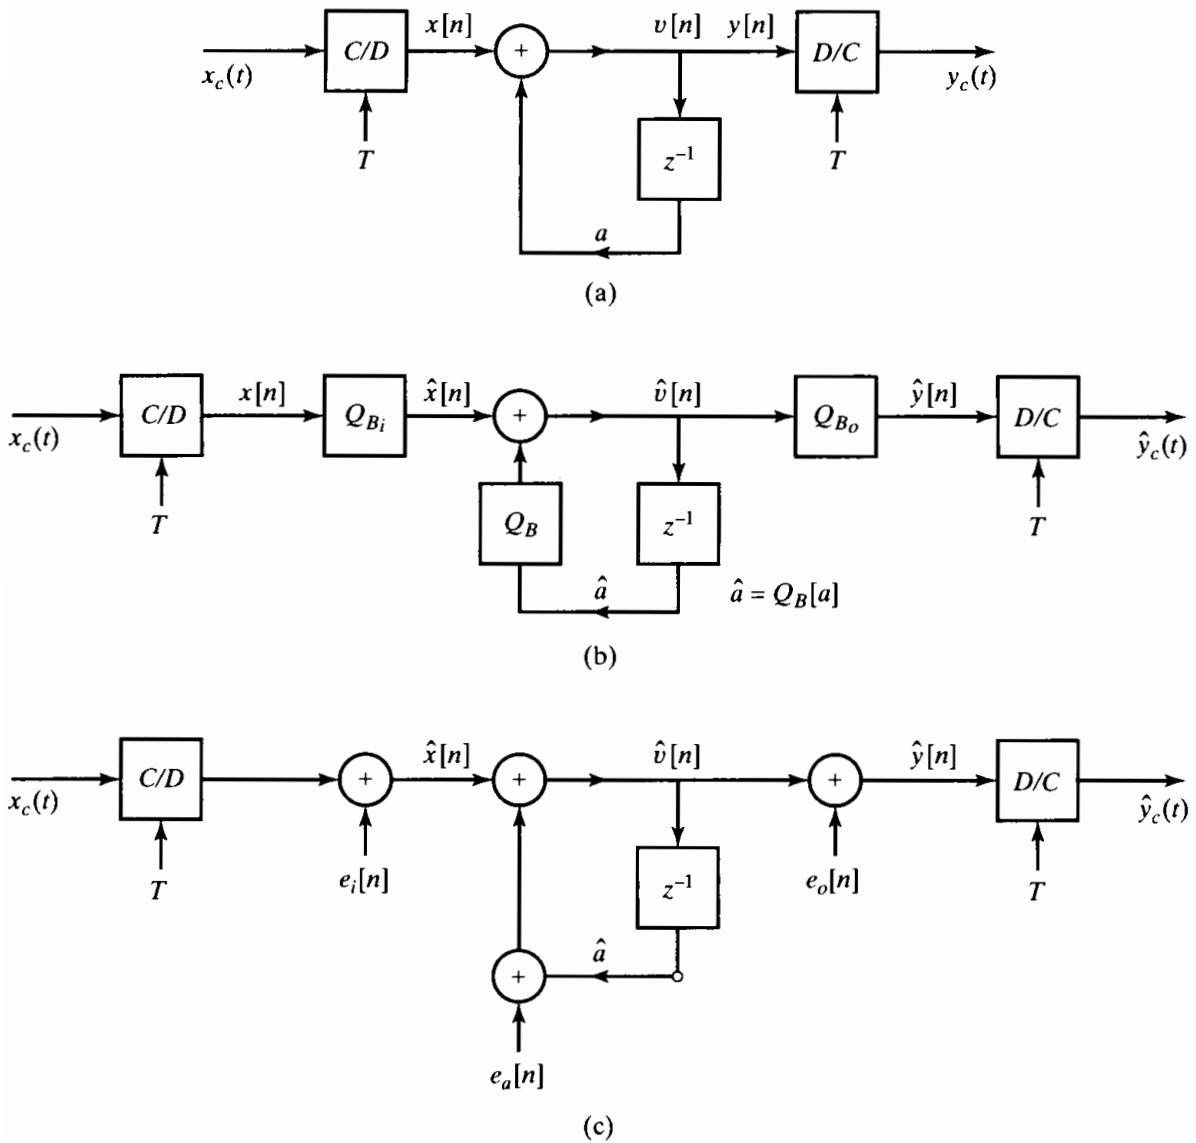 x[n] v[n] y[n]
C/D + D/C
x_c(t) y_c(t)
T z⁻¹ T
a
(a)
x[n] x̂[n] v̂[n] ŷ[n]
C/D Q_{B_i} + Q_{B_o} D/C
x_c(t) ŷ_c(t)
T Q_B z⁻¹ T
â â = Q_B[a]
(b)
x̂[n] v̂[n] ŷ[n]
C/D + + + D/C
x_c(t) ŷ_c(t)
T e_i[n] z⁻¹ e_o[n] T
â
+
e_a[n]
(c)